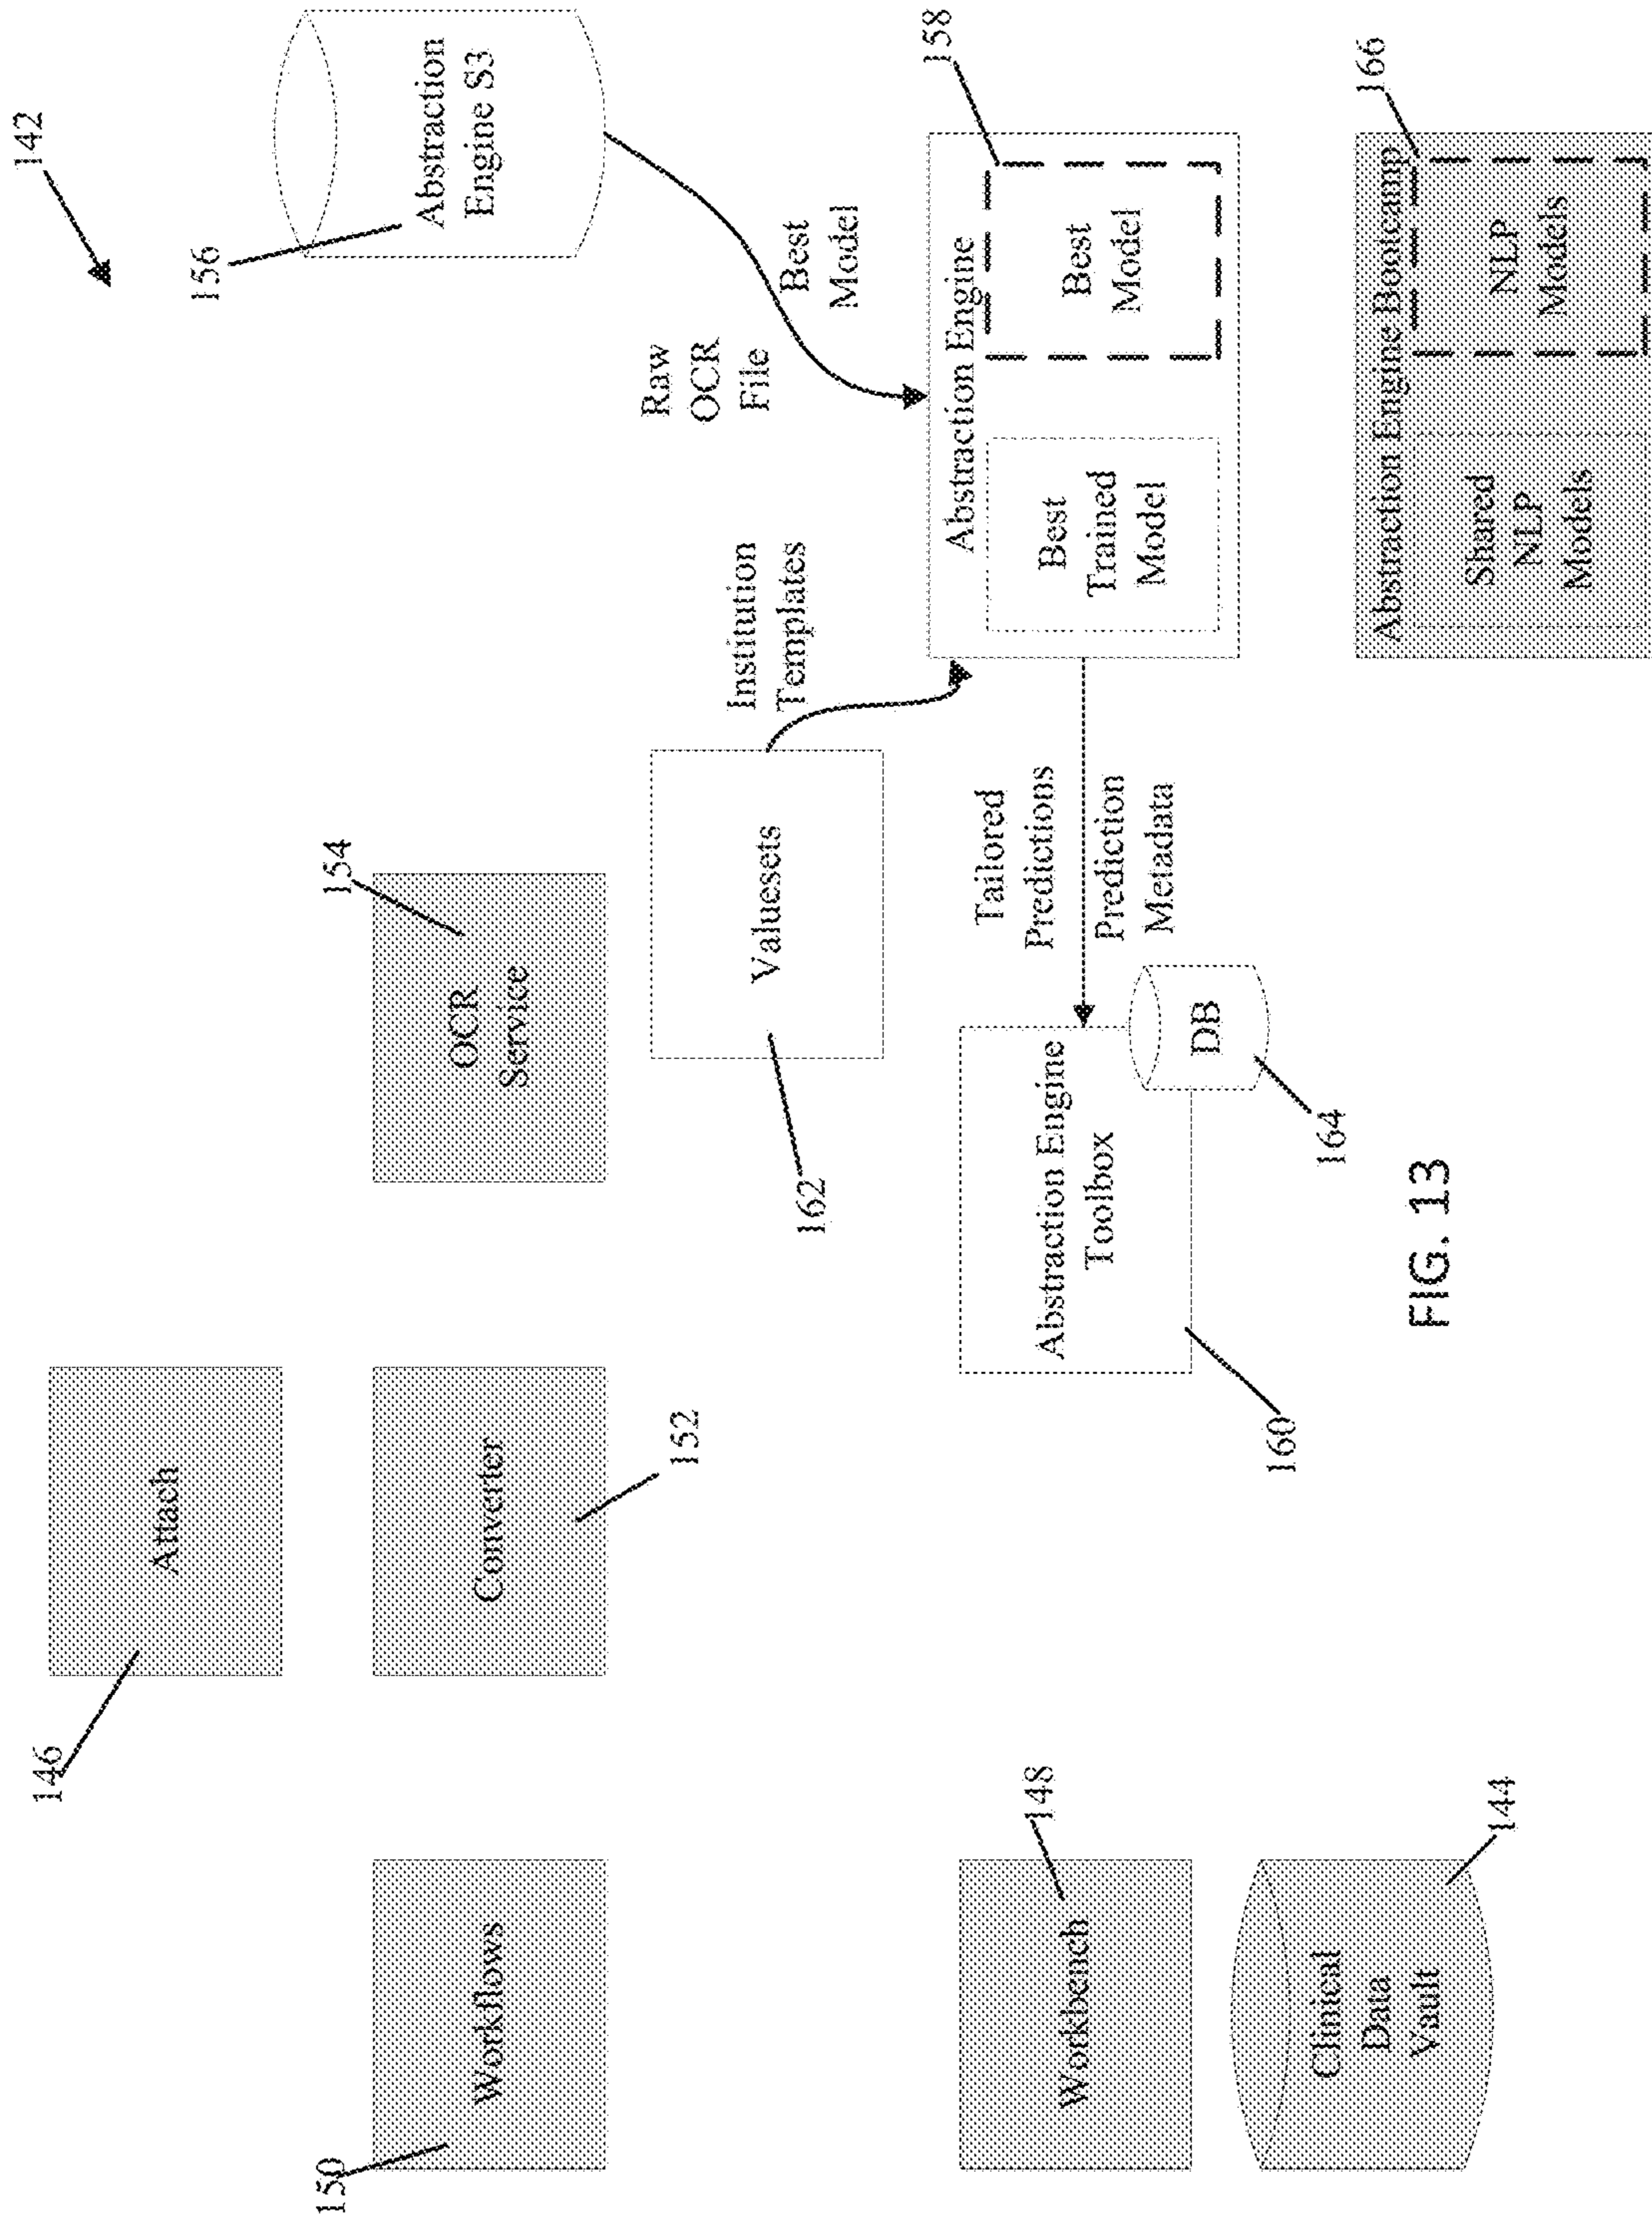 142
146
Attach
150
Workflows
Converter
152
154
OCR
Service
156
Abstraction
Engine S3
Raw
OCR
File
Best
Model
162
Valuesets
Institution
Templates
148
Workbench
Clinical
Data
Vault
144
160
Abstraction Engine
Toolbox
DB
164
Tailored
Predictions
Prediction
Metadata
158
Abstraction Engine
Best
Trained
Model
Best
Model
166
Abstraction Engine Bootcamp
Shared
NLP
Models
NLP
Models
FIG. 13